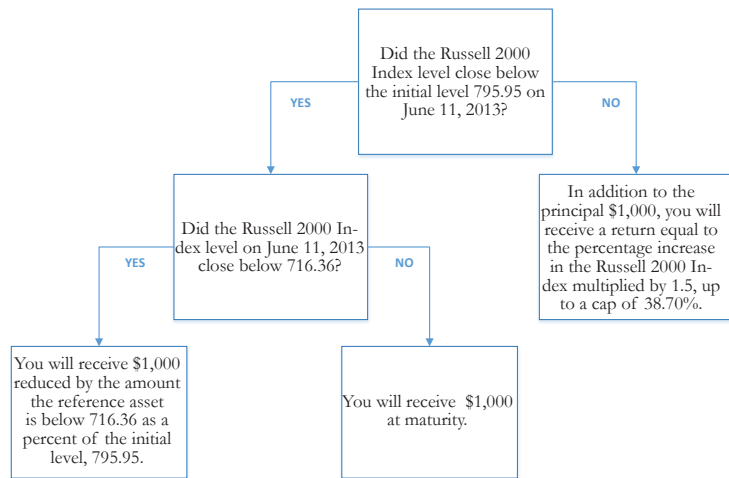 Did the Russell 2000
Index level close below
the initial level 795.95 on
June 11, 2013?
YES
NO
Did the Russell 2000 In-
dex level on June 11, 2013
close below 716.36?
In addition to the
principal $1,000, you will
receive a return equal to
the percentage increase
in the Russell 2000 In-
dex multiplied by 1.5, up
to a cap of 38.70%.
YES
NO
You will receive $1,000
reduced by the amount
the reference asset
is below 716.36 as a
percent of the initial
level, 795.95.
You will receive $1,000
at maturity.